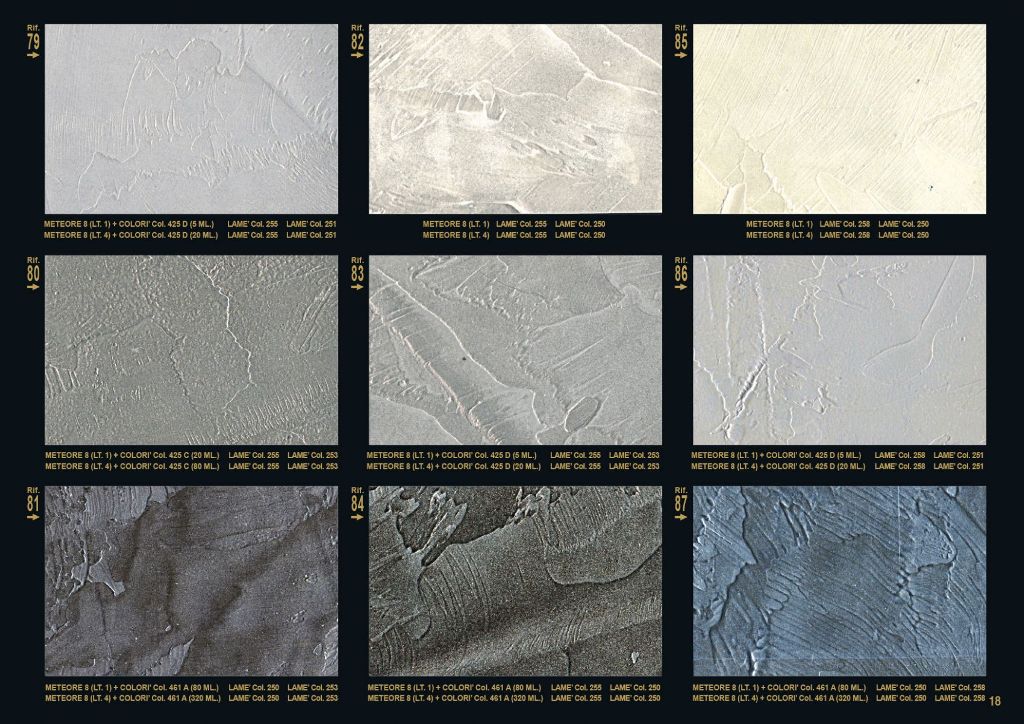 Rif.
79
METEORE 8 (LT. 1) + COLORI' Col. 425 D (5 ML.) LAME' Col. 255 LAME' Col. 251
METEORE 8 (LT. 4) + COLORI' Col. 425 D (20 ML.) LAME' Col. 255 LAME' Col. 251
Rif.
82
METEORE 8 (LT. 1) LAME' Col. 255 LAME' Col. 250
METEORE 8 (LT. 4) LAME' Col. 255 LAME' Col. 250
Rif.
85
METEORE 8 (LT. 1) LAME' Col. 258 LAME' Col. 250
METEORE 8 (LT. 4) LAME' Col. 258 LAME' Col. 250
Rif.
80
METEORE 8 (LT. 1) + COLORI' Col. 425 C (20 ML.) LAME' Col. 255 LAME' Col. 253
METEORE 8 (LT. 4) + COLORI' Col. 425 C (80 ML.) LAME' Col. 255 LAME' Col. 253
Rif.
83
METEORE 8 (LT. 1) + COLORI' Col. 425 D (5 ML.) LAME' Col. 255 LAME' Col. 253
METEORE 8 (LT. 4) + COLORI' Col. 425 D (20 ML.) LAME' Col. 255 LAME' Col. 253
Rif.
86
METEORE 8 (LT. 1) + COLORI' Col. 425 D (5 ML.) LAME' Col. 258 LAME' Col. 251
METEORE 8 (LT. 4) + COLORI' Col. 425 D (20 ML.) LAME' Col. 258 LAME' Col. 251
Rif.
81
METEORE 8 (LT. 1) + COLORI' Col. 461 A (80 ML.) LAME' Col. 250 LAME' Col. 253
METEORE 8 (LT. 4) + COLORI' Col. 461 A (320 ML.) LAME' Col. 250 LAME' Col. 253
Rif.
84
METEORE 8 (LT. 1) + COLORI' Col. 461 A (80 ML.) LAME' Col. 255 LAME' Col. 250
METEORE 8 (LT. 4) + COLORI' Col. 461 A (320 ML.) LAME' Col. 255 LAME' Col. 250
Rif.
87
METEORE 8 (LT. 1) + COLORI' Col. 461 A (80 ML.) LAME' Col. 250 LAME' Col. 258
METEORE 8 (LT. 4) + COLORI' Col. 461 A (320 ML.) LAME' Col. 250 LAME' Col. 258
18